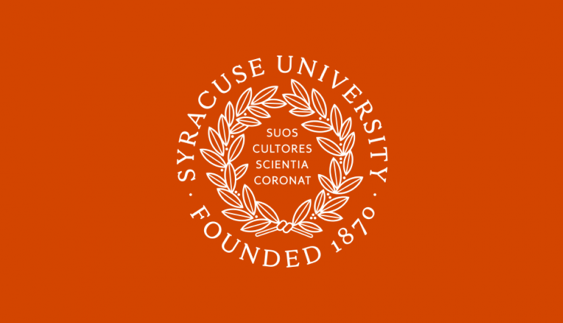 SYRACUSE UNIVERSITY
SUOS
CULTORES
SCIENTIA
CORONAT
· FOUNDED 1870 ·